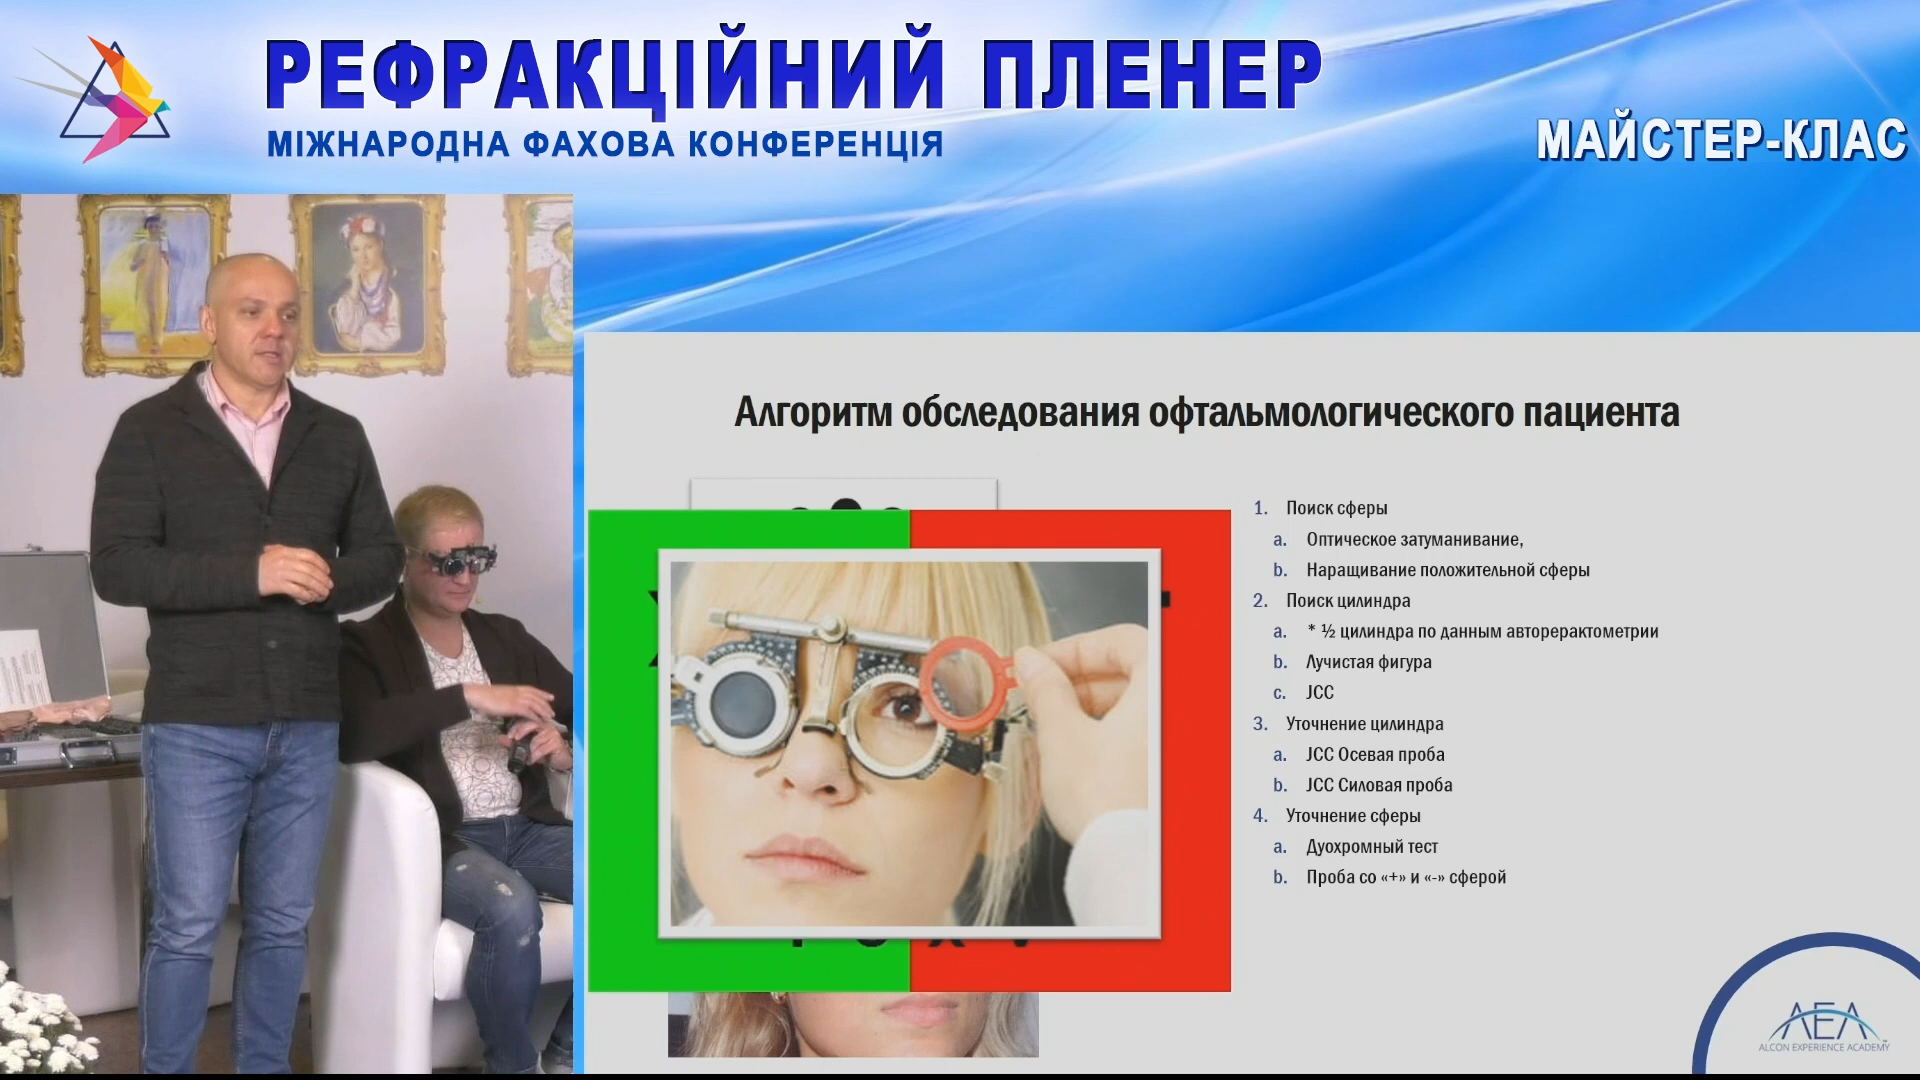 РЕФРАКЦІЙНИЙ ПЛЕНЕР
МІЖНАРОДНА ФАХОВА КОНФЕРЕНЦІЯ
МАЙСТЕР-КЛАС
Алгоритм обследования офтальмологического пациента
1. Поиск сферы
a. Оптическое затуманивание,
b. Наращивание положительной сферы
2. Поиск цилиндра
a. * ½ цилиндра по данным авторерактометрии
b. Лучистая фигура
c. JCC
3. Уточнение цилиндра
a. JCC Осевая проба
b. JCC Силовая проба
4. Уточнение сферы
a. Дуохромный тест
b. Проба со «+» и «-» сферой
AEA
ALCON EXPERIENCE ACADEMY